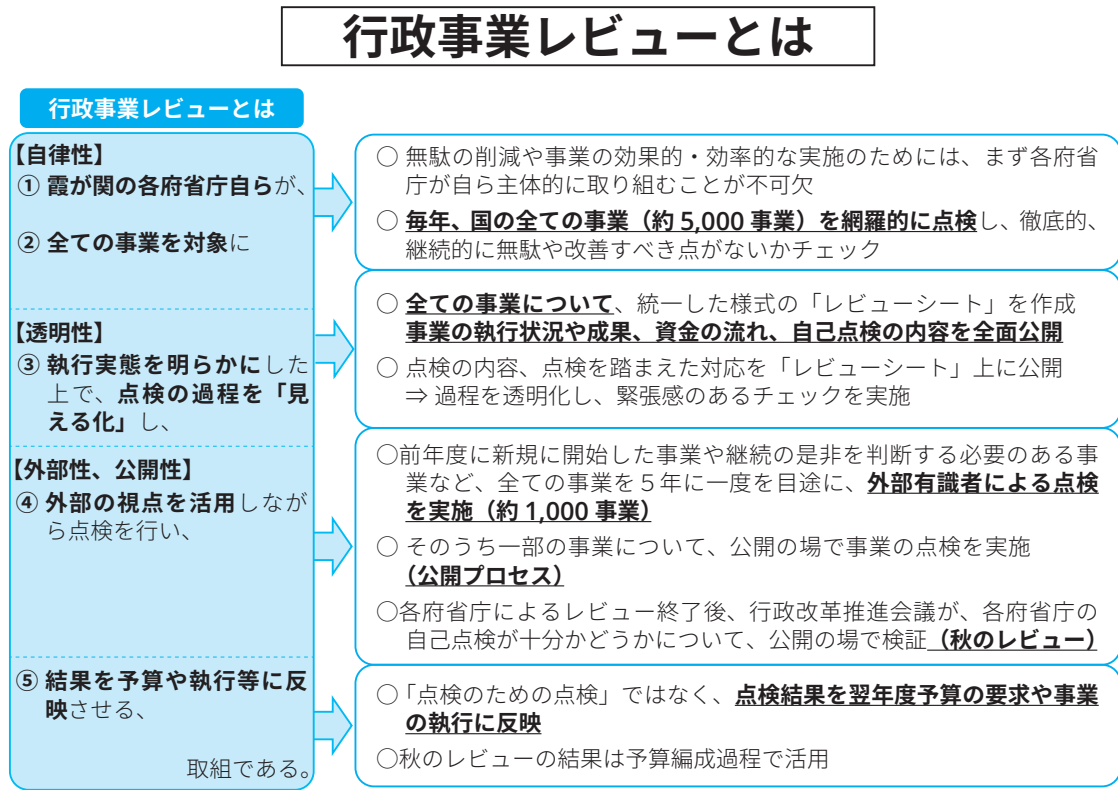 行政事業レビューとは
行政事業レビューとは
【自律性】
① 霞が関の各府省庁自らが、
② 全ての事業を対象に
○ 無駄の削減や事業の効果的・効率的な実施のためには、まず各府省
庁が自ら主体的に取り組むことが不可欠
○ 毎年、国の全ての事業（約 5,000 事業）を網羅的に点検し、徹底的、
継続的に無駄や改善すべき点がないかチェック
【透明性】
③ 執行実態を明らかにした
上で、点検の過程を「見
える化」し、
○ 全ての事業について、統一した様式の「レビューシート」を作成
事業の執行状況や成果、資金の流れ、自己点検の内容を全面公開
○ 点検の内容、点検を踏まえた対応を「レビューシート」上に公開
⇒ 過程を透明化し、緊張感のあるチェックを実施
【外部性、公開性】
④ 外部の視点を活用しなが
ら点検を行い、
○前年度に新規に開始した事業や継続の是非を判断する必要のある事
業など、全ての事業を５年に一度を目途に、外部有識者による点検
を実施（約 1,000 事業）
○ そのうち一部の事業について、公開の場で事業の点検を実施
（公開プロセス）
○各府省庁によるレビュー終了後、行政改革推進会議が、各府省庁の
自己点検が十分かどうかについて、公開の場で検証（秋のレビュー）
⑤ 結果を予算や執行等に反
映させる、
取組である。
○「点検のための点検」ではなく、点検結果を翌年度予算の要求や事業
の執行に反映
○秋のレビューの結果は予算編成過程で活用